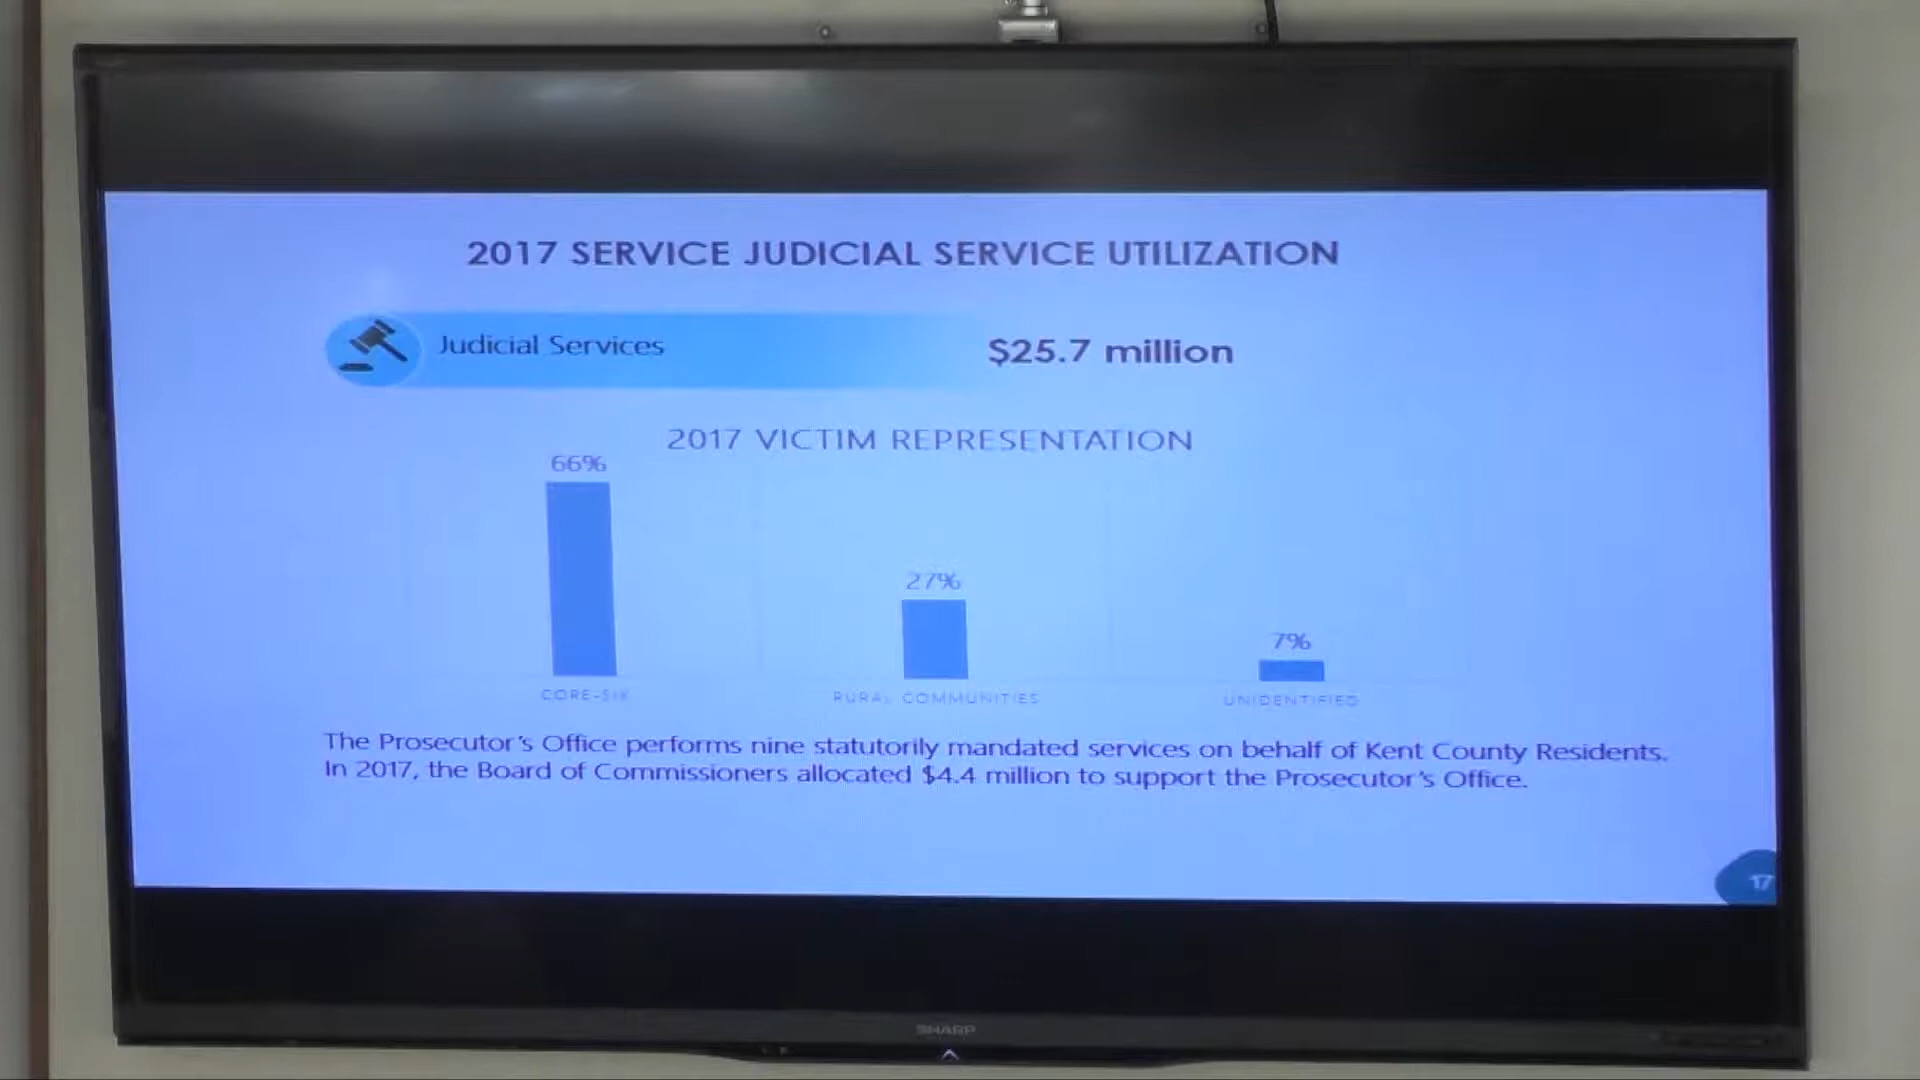 2017 SERVICE JUDICIAL SERVICE UTILIZATION
Judicial Services
$25.7 million
2017 VICTIM REPRESENTATION
66%
27%
7%
CORE-SIX
RURAL COMMUNITIES
UNIDENTIFIED
The Prosecutor's Office performs nine statutorily mandated services on behalf of Kent County Residents.
In 2017, the Board of Commissioners allocated $4.4 million to support the Prosecutor's Office.
17
SHARP